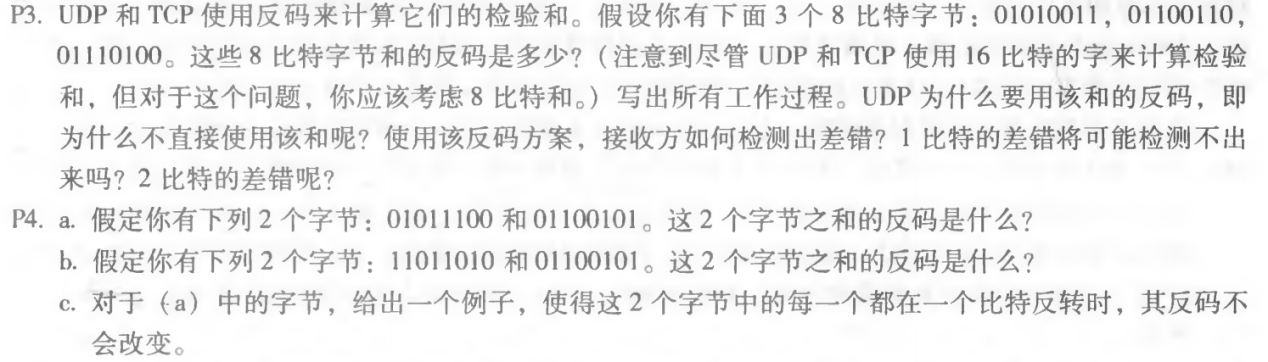 P3. UDP 和 TCP 使用反码来计算它们的检验和。假设你有下面 3 个 8 比特字节：01010011，01100110，
01110100。这些 8 比特字节和的反码是多少？（注意到尽管 UDP 和 TCP 使用 16 比特的字来计算检验
和，但对于这个问题，你应该考虑 8 比特和。）写出所有工作过程。UDP 为什么要用该和的反码，即
为什么不直接使用该和呢？使用该反码方案，接收方如何检测出差错？1 比特的差错将可能检测不出
来吗？2 比特的差错呢？
P4. a. 假定你有下列 2 个字节：01011100 和 01100101。这 2 个字节之和的反码是什么？
b. 假定你有下列 2 个字节：11011010 和 01100101。这 2 个字节之和的反码是什么？
c. 对于（a）中的字节，给出一个例子，使得这 2 个字节中的每一个都在一个比特反转时，其反码不
会改变。